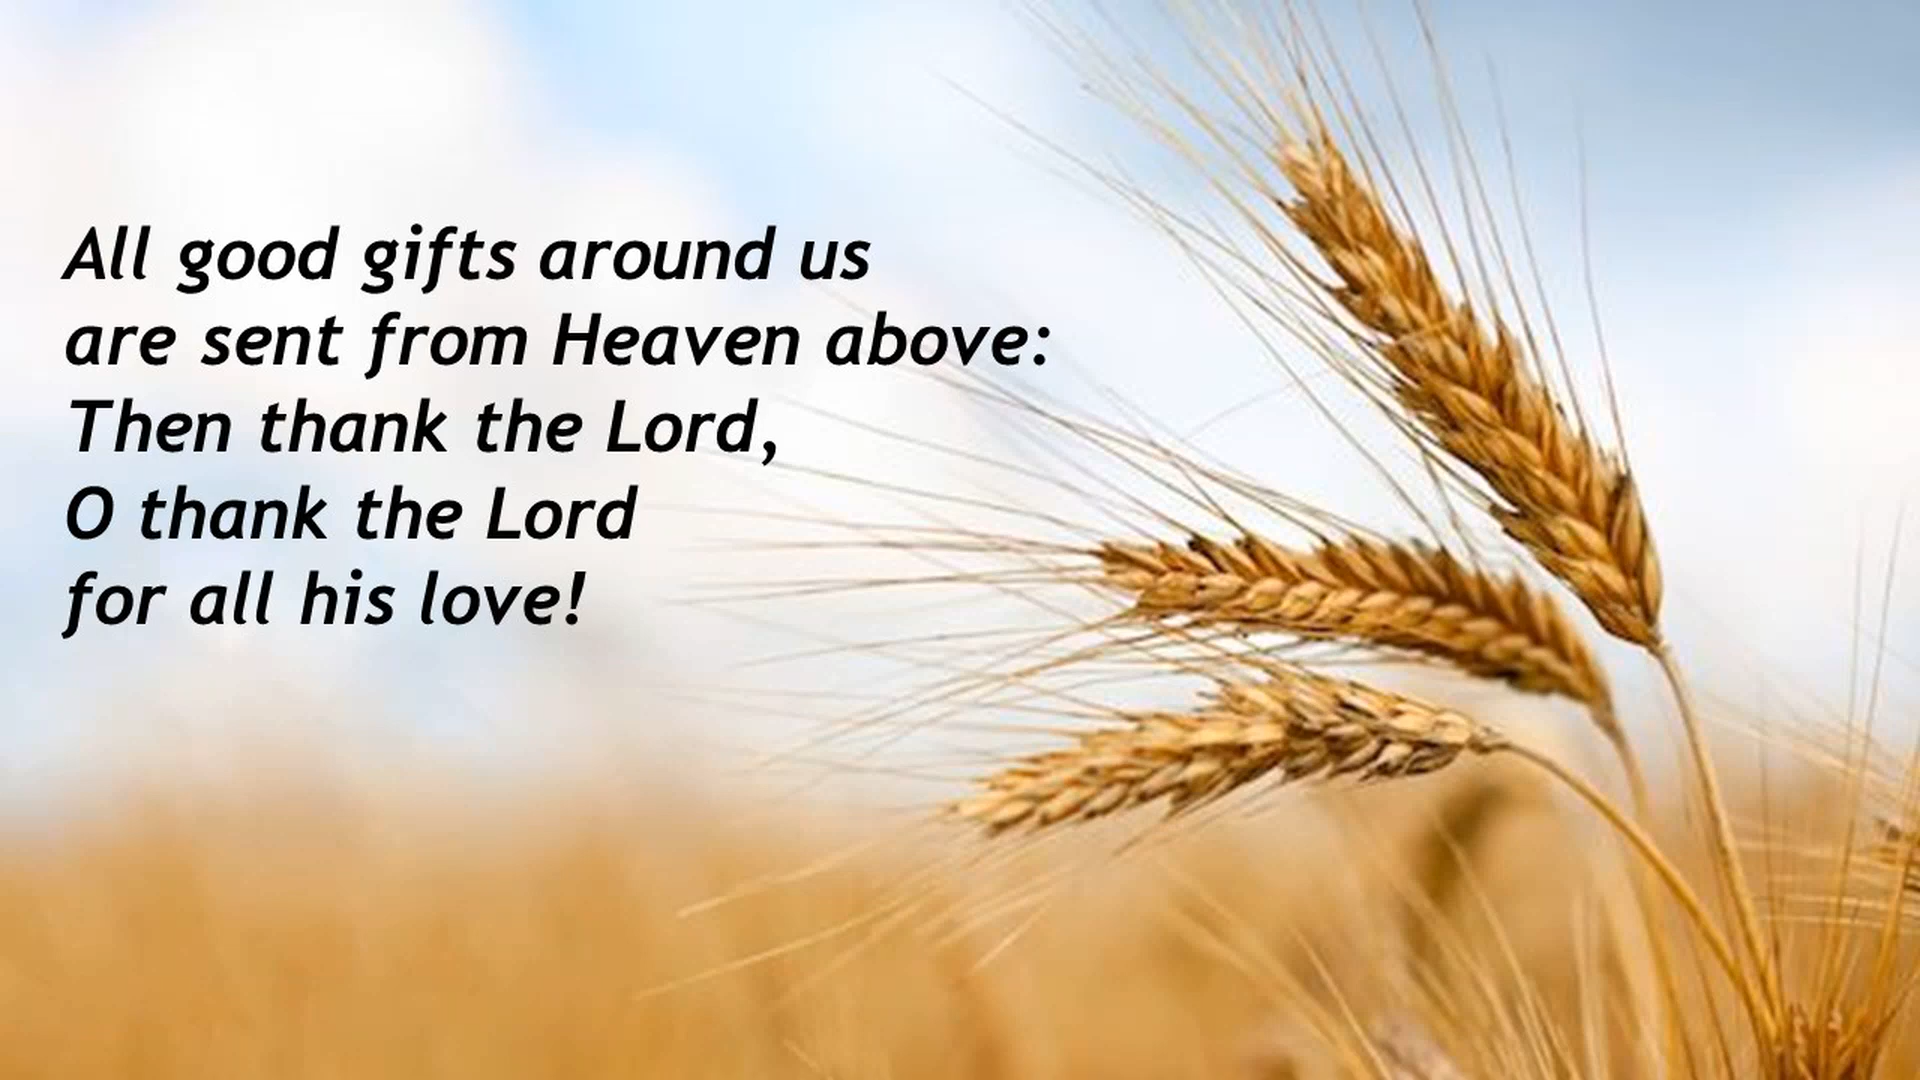 All good gifts around us
are sent from Heaven above:
Then thank the Lord,
O thank the Lord
for all his love!